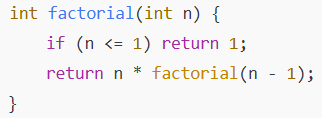 int factorial(int n) {
    if (n <= 1) return 1;
    return n * factorial(n - 1);
}